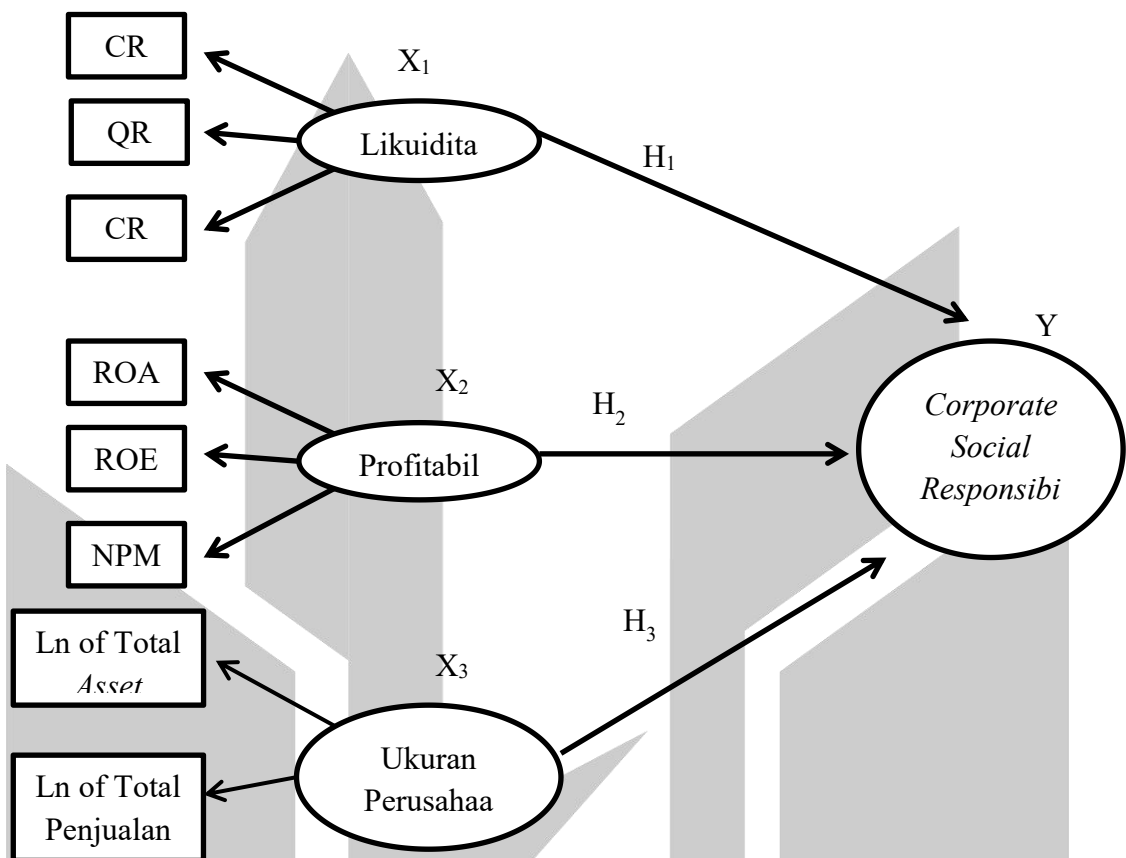 CR
QR
CR
X₁
Likuidita
H₁
ROA
ROE
NPM
X₂
Profitabil
H₂
Y
Corporate
Social
Responsibi
Ln of Total
Asset
Ln of Total
Penjualan
X₃
Ukuran
Perusahaa
H₃